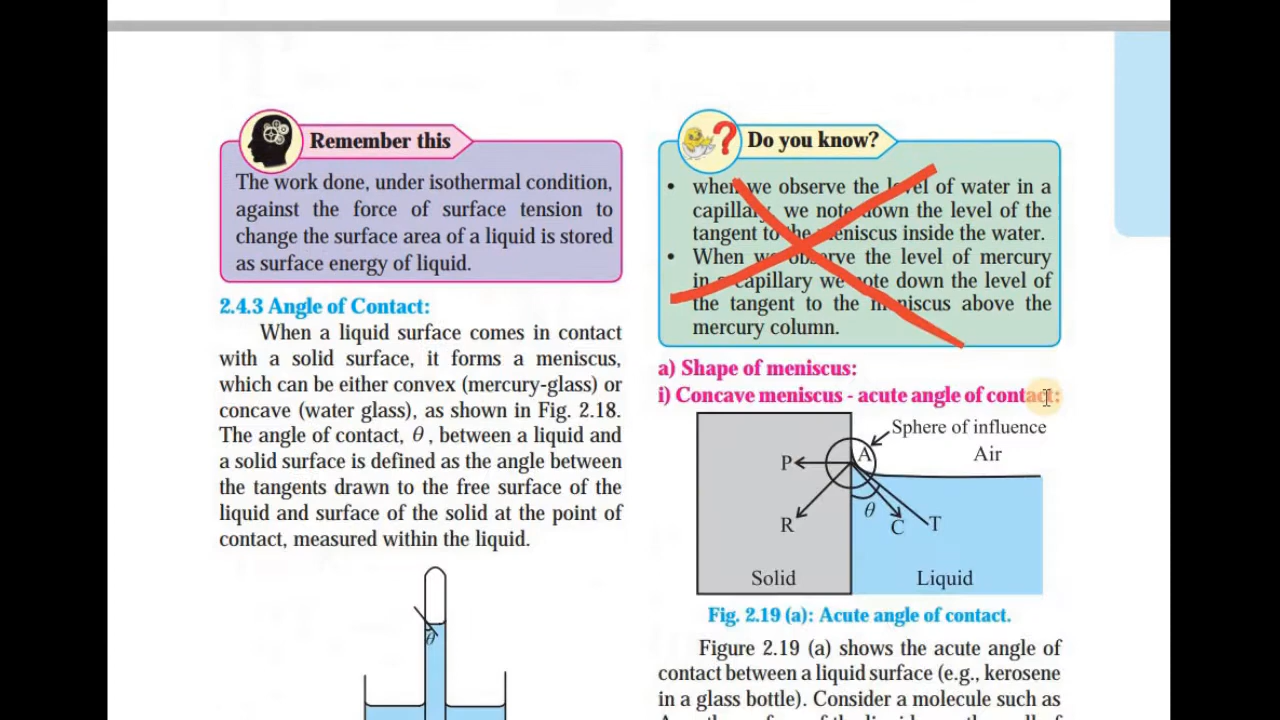 Remember this
The work done, under isothermal condition,
against the force of surface tension to
change the surface area of a liquid is stored
as surface energy of liquid.
2.4.3 Angle of Contact:
When a liquid surface comes in contact
with a solid surface, it forms a meniscus,
which can be either convex (mercury-glass) or
concave (water glass), as shown in Fig. 2.18.
The angle of contact, θ, between a liquid and
a solid surface is defined as the angle between
the tangents drawn to the free surface of the
liquid and surface of the solid at the point of
contact, measured within the liquid.
θ
Do you know?
• when we observe the level of water in a
capillary, we note down the level of the
tangent to the meniscus inside the water.
• When we observe the level of mercury
in a capillary we note down the level of
the tangent to the meniscus above the
mercury column.
a) Shape of meniscus:
i) Concave meniscus - acute angle of contact:
Sphere of influence
A
Air
P
θ
R
C
T
Solid
Liquid
Fig. 2.19 (a): Acute angle of contact.
Figure 2.19 (a) shows the acute angle of
contact between a liquid surface (e.g., kerosene
in a glass bottle). Consider a molecule such as